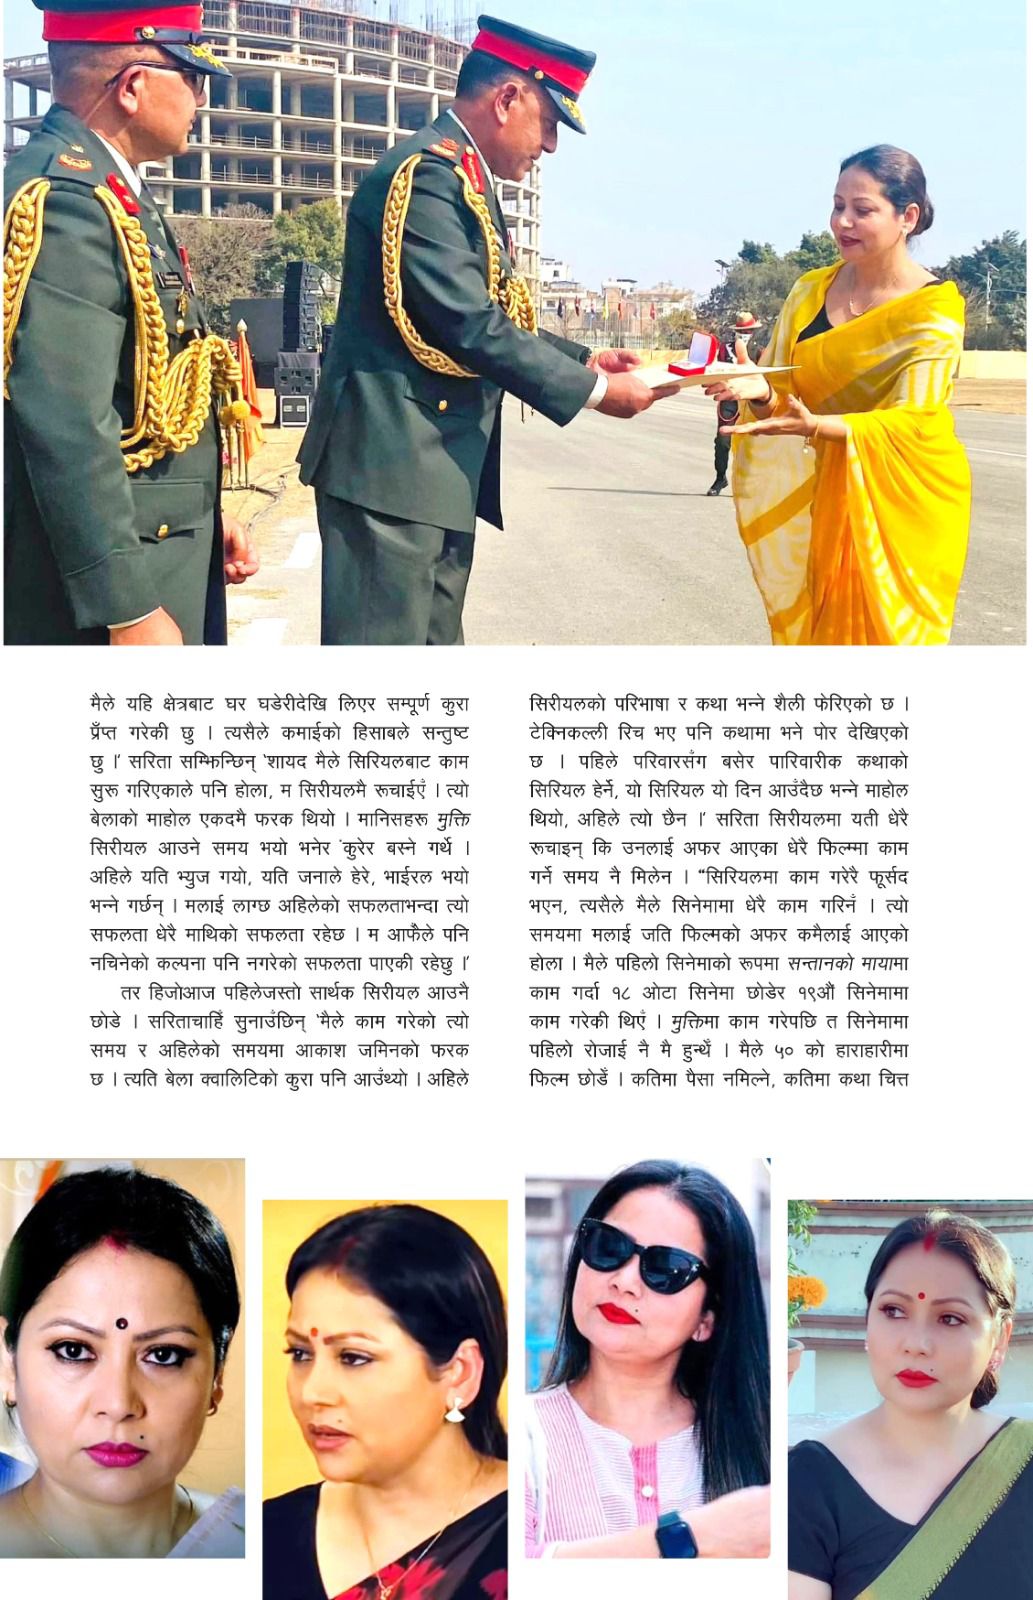 मैले यहि क्षेत्रबाट घर घडेरीदेखि लिएर सम्पूर्ण कुरा
प्राँप्त गरेकी छु । त्यसैले कमाईको हिसाबले सन्तुष्ट
छु ।’ सरिता सम्झिन्छिन् ‘शायद मैले सिरियलबाट काम
सुरू गरिएकाले पनि होला, म सिरीयलमै रूचाईएँ । त्यो
बेलाको माहोल एकदमै फरक थियो । मानिसहरू मुक्ति
सिरीयल आउने समय भयो भनेर ‘कुरेर बस्ने गर्थे ।
अहिले यति भ्युज गयो, यति जनाले हेरे, भाईरल भयो
भन्ने गर्छन् । मलाई लाग्छ अहिलेको सफलताभन्दा त्यो
सफलता धेरै माथिको सफलता रहेछ । म आफैँले पनि
नचिनेको कल्पना पनि नगरेको सफलता पाएकी रहेछु ।’
तर हिजोआज पहिलेजस्तो सार्थक सिरीयल आउनै
छोडे । सरिताचाहिँ सुनाउँछिन् ‘मैले काम गरेको त्यो
समय र अहिलेको समयमा आकाश जमिनको फरक
छ । त्यति बेला क्वालिटिको कुरा पनि आउँथ्यो । अहिले
सिरीयलको परिभाषा र कथा भन्ने शैली फेरिएको छ ।
टेक्निकल्ली रिच भए पनि कथामा भने पोर देखिएको
छ । पहिले परिवारसँग बसेर पारिवारीक कथाको
सिरियल हेर्ने, यो सिरियल यो दिन आउँदैछ भन्ने माहोल
थियो, अहिले त्यो छैन ।’ सरिता सिरीयलमा यती धेरै
रूचाइन् कि उनलाई अफर आएका धेरै फिल्ममा काम
गर्ने समय नै मिलेन । “सिरियलमा काम गरेरै फूर्सद
भएन, त्यसैले मैले सिनेमामा धेरै काम गरिनँ । त्यो
समयमा मलाई जति फिल्मको अफर कमैलाई आएको
होला । मैले पहिलो सिनेमाको रूपमा सन्तानको मायामा
काम गर्दा १८ ओटा सिनेमा छोडेर १९औं सिनेमामा
काम गरेकी थिएँ । मुक्तिमा काम गरेपछि त सिनेमामा
पहिलो रोजाई नै मै हुन्थेँ । मैले ५० को हाराहारीमा
फिल्म छोडेँ । कतिमा पैसा नमिल्ने, कतिमा कथा चित्त